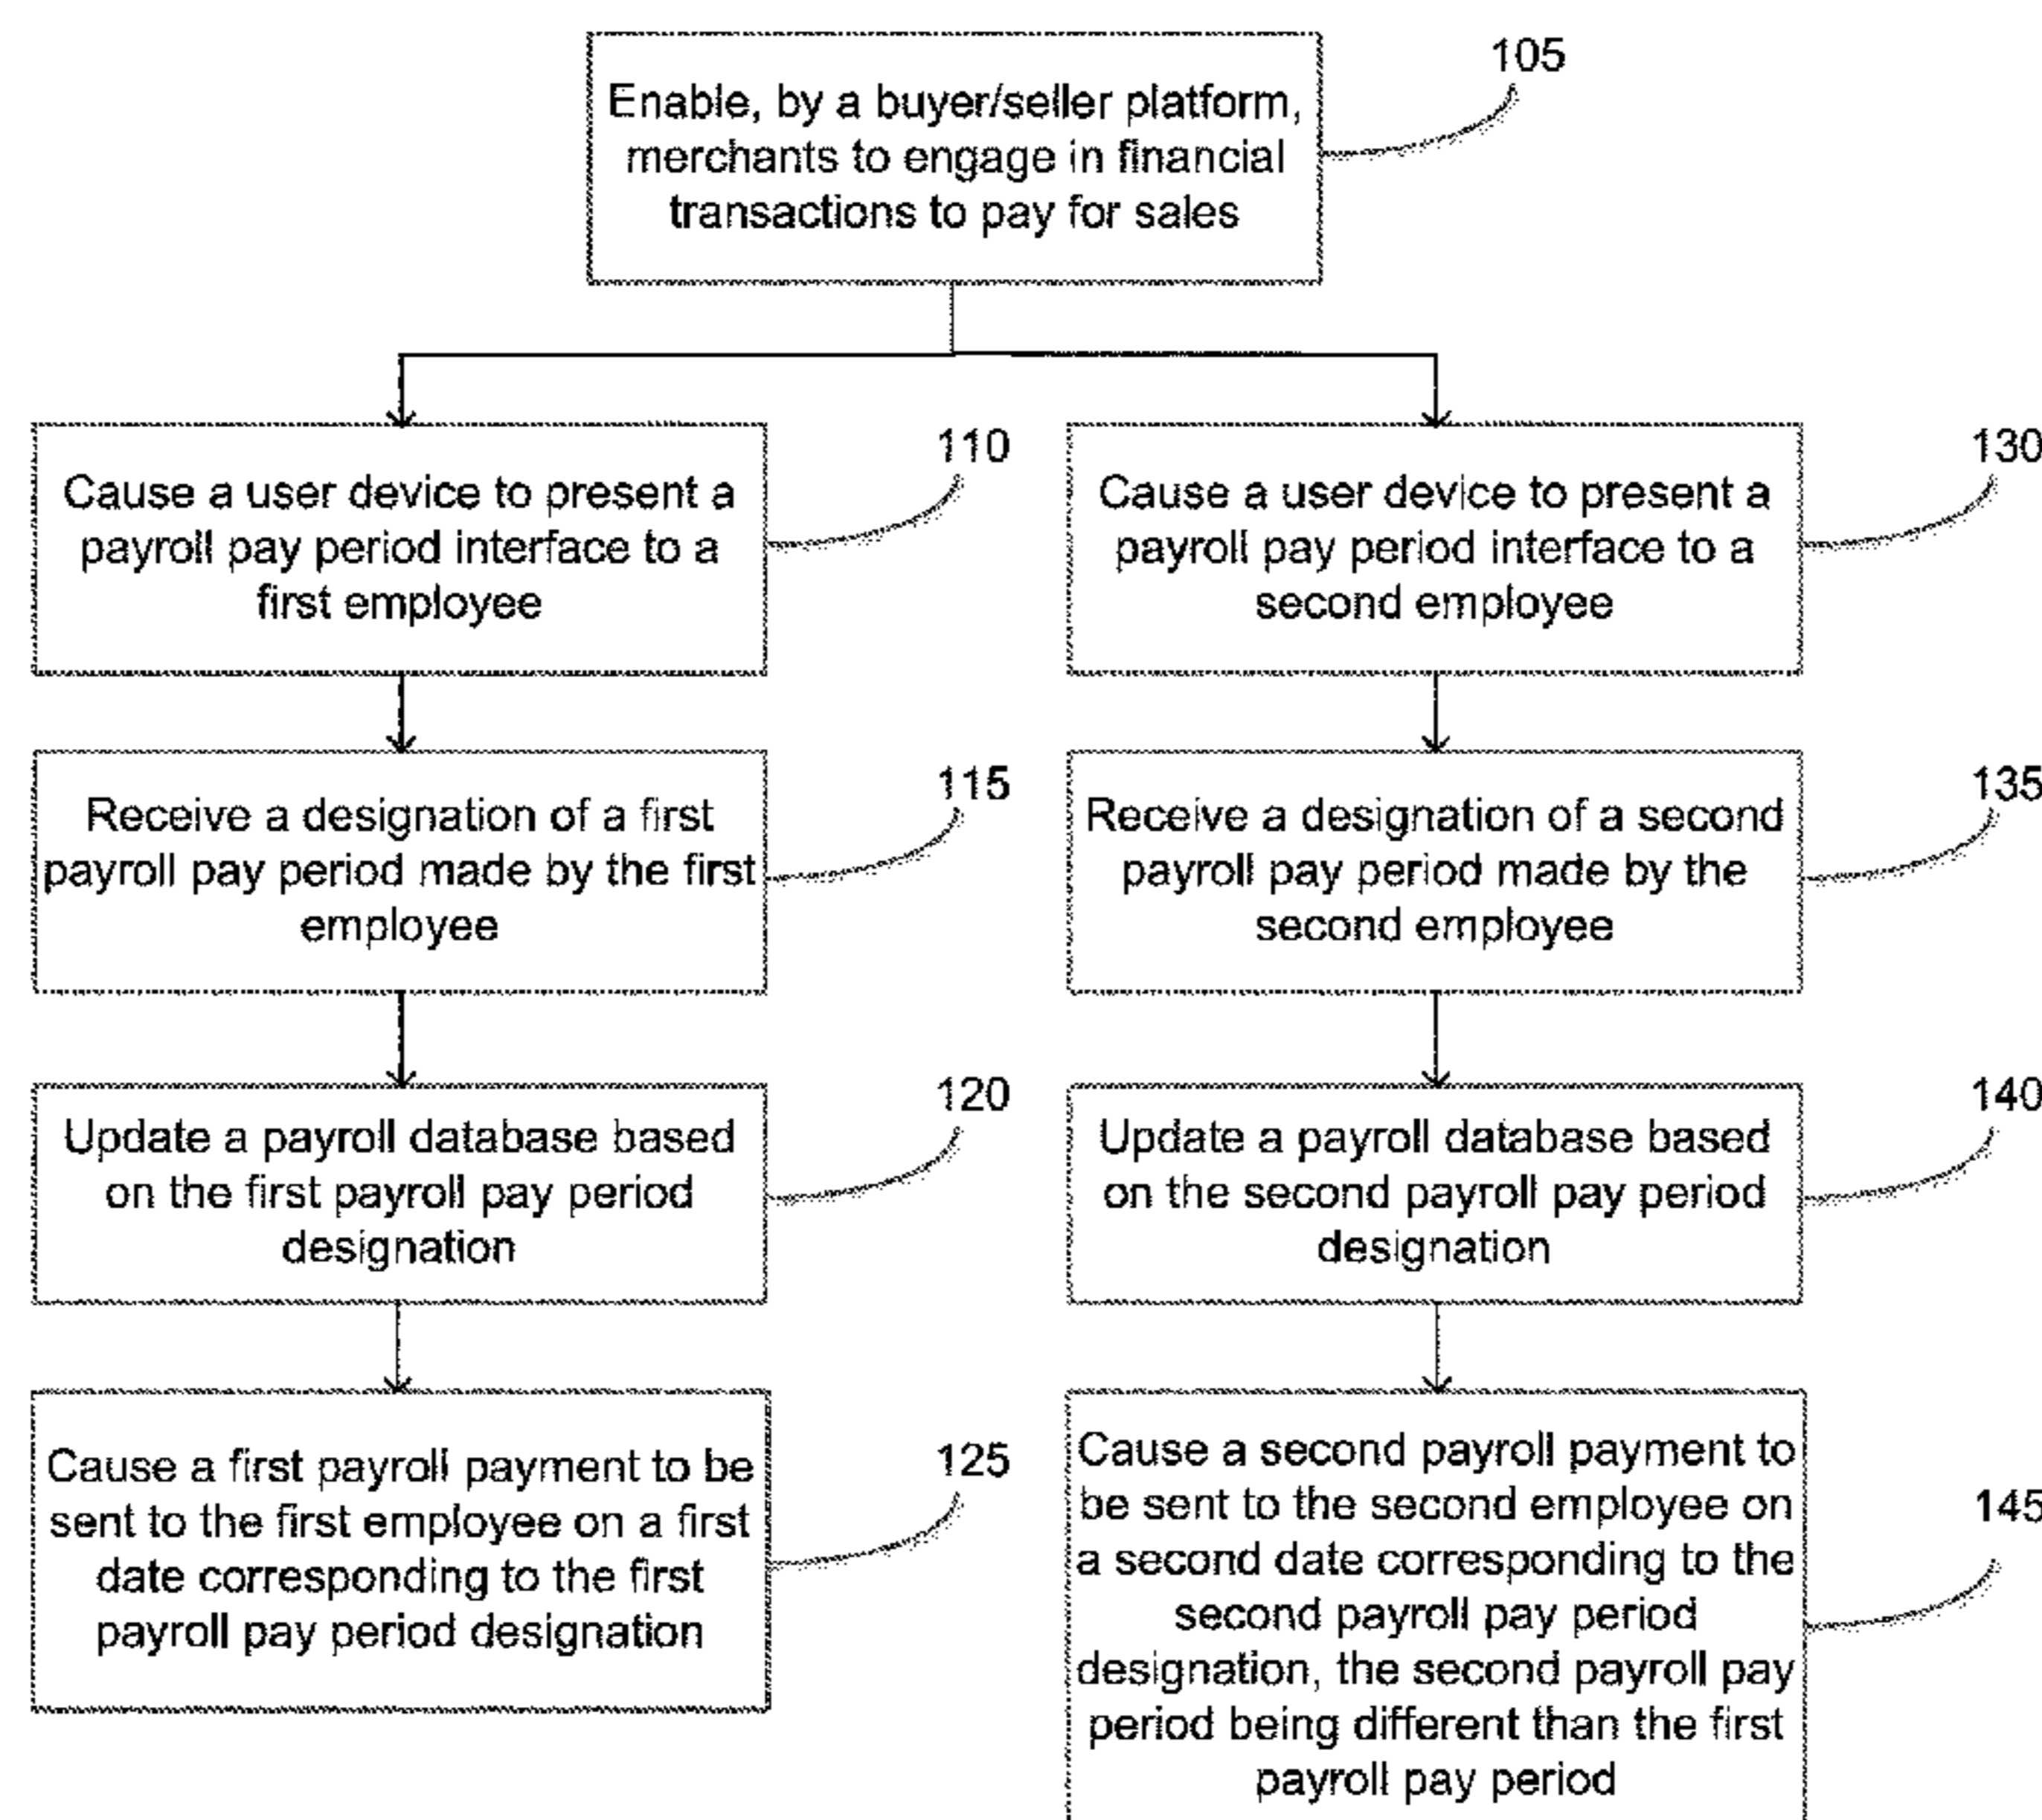 Enable, by a buyer/seller platform,
merchants to engage in financial
transactions to pay for sales
105
Cause a user device to present a
payroll pay period interface to a
first employee
110
Receive a designation of a first
payroll pay period made by the first
employee
115
Update a payroll database based
on the first payroll pay period
designation
120
Cause a first payroll payment to be
sent to the first employee on a first
date corresponding to the first
payroll pay period designation
125
Cause a user device to present a
payroll pay period interface to a
second employee
130
Receive a designation of a second
payroll pay period made by the
second employee
135
Update a payroll database based
on the second payroll pay period
designation
140
Cause a second payroll payment to
be sent to the second employee on
a second date corresponding to the
second payroll pay period
designation, the second payroll pay
period being different than the first
payroll pay period
145